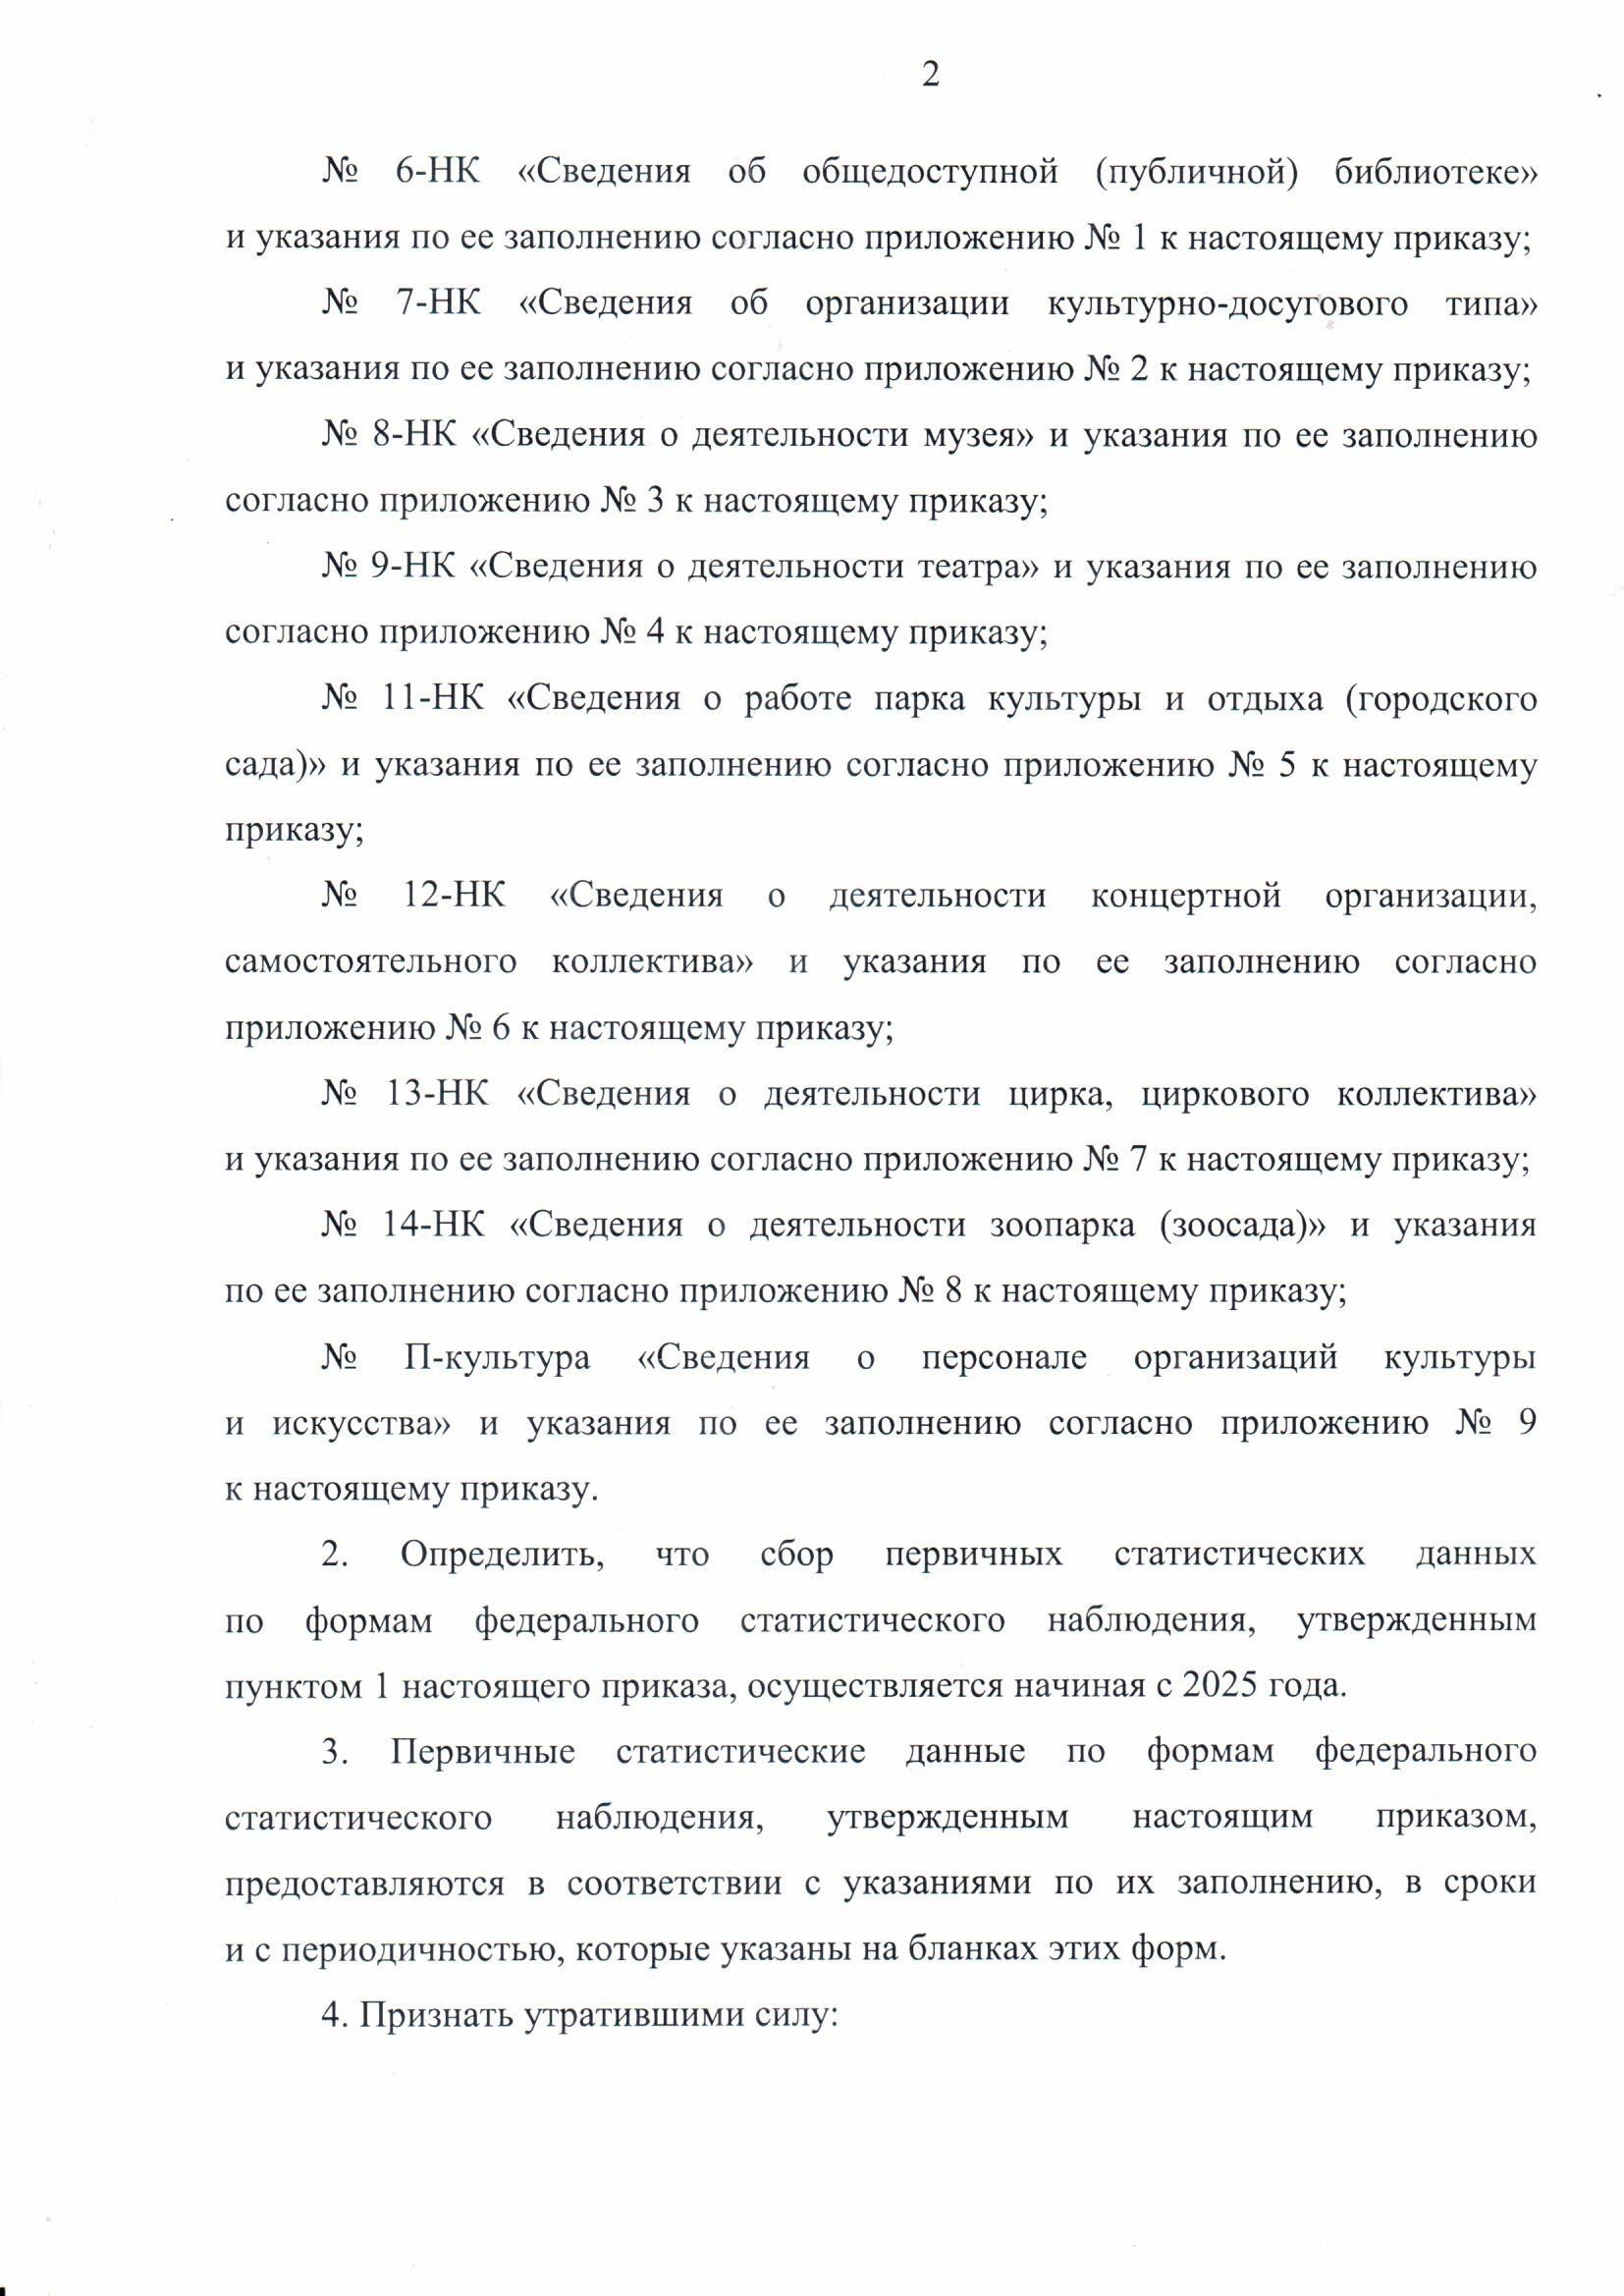 2
№ 6-НК «Сведения об общедоступной (публичной) библиотеке»
и указания по ее заполнению согласно приложению № 1 к настоящему приказу;
№ 7-НК «Сведения об организации культурно-досугового типа»
и указания по ее заполнению согласно приложению № 2 к настоящему приказу;
№ 8-НК «Сведения о деятельности музея» и указания по ее заполнению
согласно приложению № 3 к настоящему приказу;
№ 9-НК «Сведения о деятельности театра» и указания по ее заполнению
согласно приложению № 4 к настоящему приказу;
№ 11-НК «Сведения о работе парка культуры и отдыха (городского
сада)» и указания по ее заполнению согласно приложению № 5 к настоящему
приказу;
№ 12-НК «Сведения о деятельности концертной организации,
самостоятельного коллектива» и указания по ее заполнению согласно
приложению № 6 к настоящему приказу;
№ 13-НК «Сведения о деятельности цирка, циркового коллектива»
и указания по ее заполнению согласно приложению № 7 к настоящему приказу;
№ 14-НК «Сведения о деятельности зоопарка (зоосада)» и указания
по ее заполнению согласно приложению № 8 к настоящему приказу;
№ П-культура «Сведения о персонале организаций культуры
и искусства» и указания по ее заполнению согласно приложению № 9
к настоящему приказу.
2. Определить, что сбор первичных статистических данных
по формам федерального статистического наблюдения, утвержденным
пунктом 1 настоящего приказа, осуществляется начиная с 2025 года.
3. Первичные статистические данные по формам федерального
статистического наблюдения, утвержденным настоящим приказом,
предоставляются в соответствии с указаниями по их заполнению, в сроки
и с периодичностью, которые указаны на бланках этих форм.
4. Признать утратившими силу: